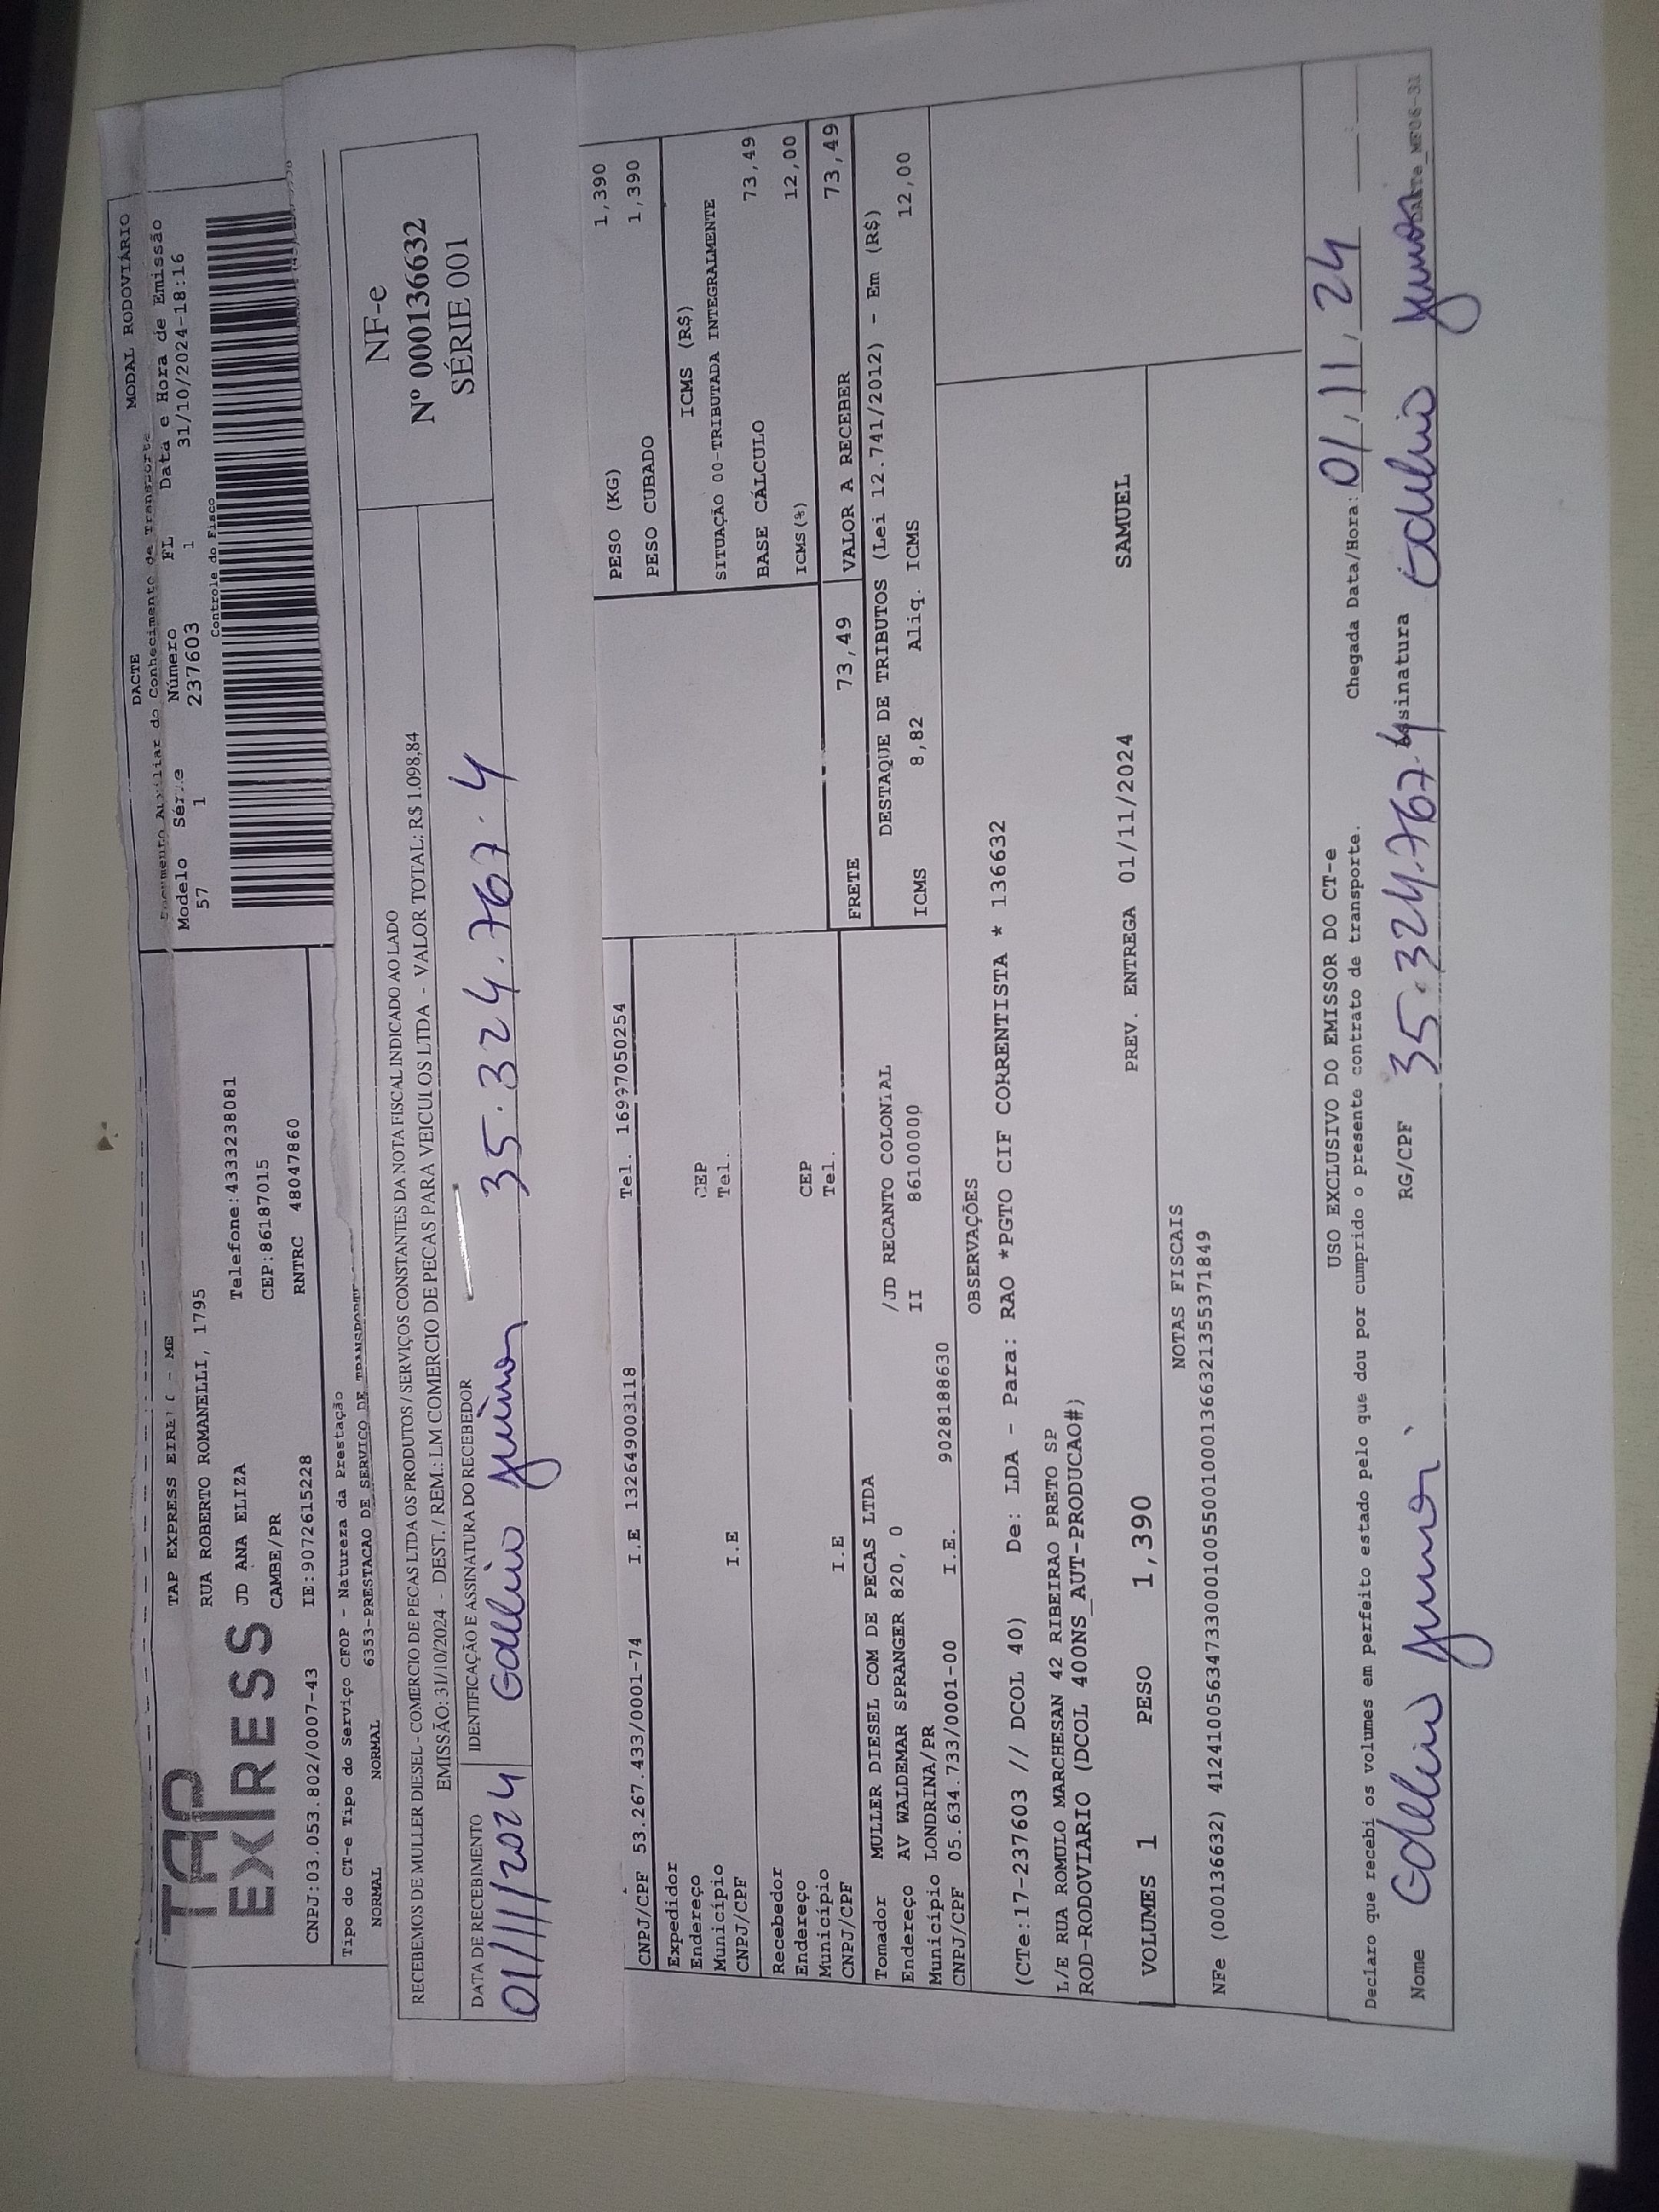 DACTE MODAL RODOVIÁRIO
Documento Auxiliar do Conhecimento de Transporte
TAP EXPRESS
TAP EXPRESS EIRELI - ME
RUA ROBERTO ROMANELLI, 1795
JD ANA ELIZA Telefone:4333238081
CAMBE/PR CEP:86187015
CNPJ:03.053.802/0007-43 IE:9072615228 RNTRC 48047860
Modelo Série Número FL Data e Hora de Emissão
57 1 237603 1 31/10/2024-18:16
Controle do Fisco
Tipo do CT-e Tipo do Serviço CFOP - Natureza da Prestação
NORMAL NORMAL 6353-PRESTACAO DE SERVICO DE TRANSPORTE
RECEBEMOS DE MULLER DIESEL - COMERCIO DE PECAS LTDA OS PRODUTOS / SERVIÇOS CONSTANTES DA NOTA FISCAL INDICADO AO LADO
EMISSÃO: 31/10/2024 - DEST. / REM.: LM COMERCIO DE PECAS PARA VEICULOS LTDA - VALOR TOTAL: R$ 1.098,84
DATA DE RECEBIMENTO IDENTIFICAÇÃO E ASSINATURA DO RECEBEDOR
01/11/2024 Junior 35.324.767.4
NF-e
Nº 000136632
SÉRIE 001
CNPJ/CPF 53.267.433/0001-74 I.E 132649003118 Tel. 16997050254
Expedidor
Endereço CEP
Município Tel.
CNPJ/CPF I.E
Recebedor
Endereço CEP
Município Tel.
CNPJ/CPF I.E
PESO (KG) 1,390
PESO CUBADO 1,390
ICMS (R$)
SITUAÇÃO 00-TRIBUTADA INTEGRALMENTE
BASE CÁLCULO 73,49
ICMS(%) 12,00
FRETE 73,49 VALOR A RECEBER 73,49
Tomador MULLER DIESEL COM DE PECAS LTDA
Endereço AV WALDEMAR SPRANGER 820, 0 /JD RECANTO COLONIAL
Município LONDRINA/PR II 86100000
CNPJ/CPF 05.634.733/0001-00 I.E. 9028188630
DESTAQUE DE TRIBUTOS (Lei 12.741/2012) - Em (R$)
ICMS 8,82 Aliq. ICMS 12,00
OBSERVAÇÕES
(CTe:17-237603 // DCOL 40) De: LDA - Para: RAO *PGTO CIF CORRENTISTA * 136632
L/E RUA ROMULO MARCHESAN 42 RIBEIRAO PRETO SP
ROD-RODOVIARIO (DCOL 400NS_AUT-PRODUCAO#)
VOLUMES 1 PESO 1,390 PREV. ENTREGA 01/11/2024 SAMUEL
NOTAS FISCAIS
NFe (000136632) 41241005634733000100550010001366321355371849
USO EXCLUSIVO DO EMISSOR DO CT-e
Declaro que recebi os volumes em perfeito estado pelo que dou por cumprido o presente contrato de transporte. Chegada Data/Hora: 01/11/24
Nome Junior RG/CPF 35.324.767.4 Assinatura Junior